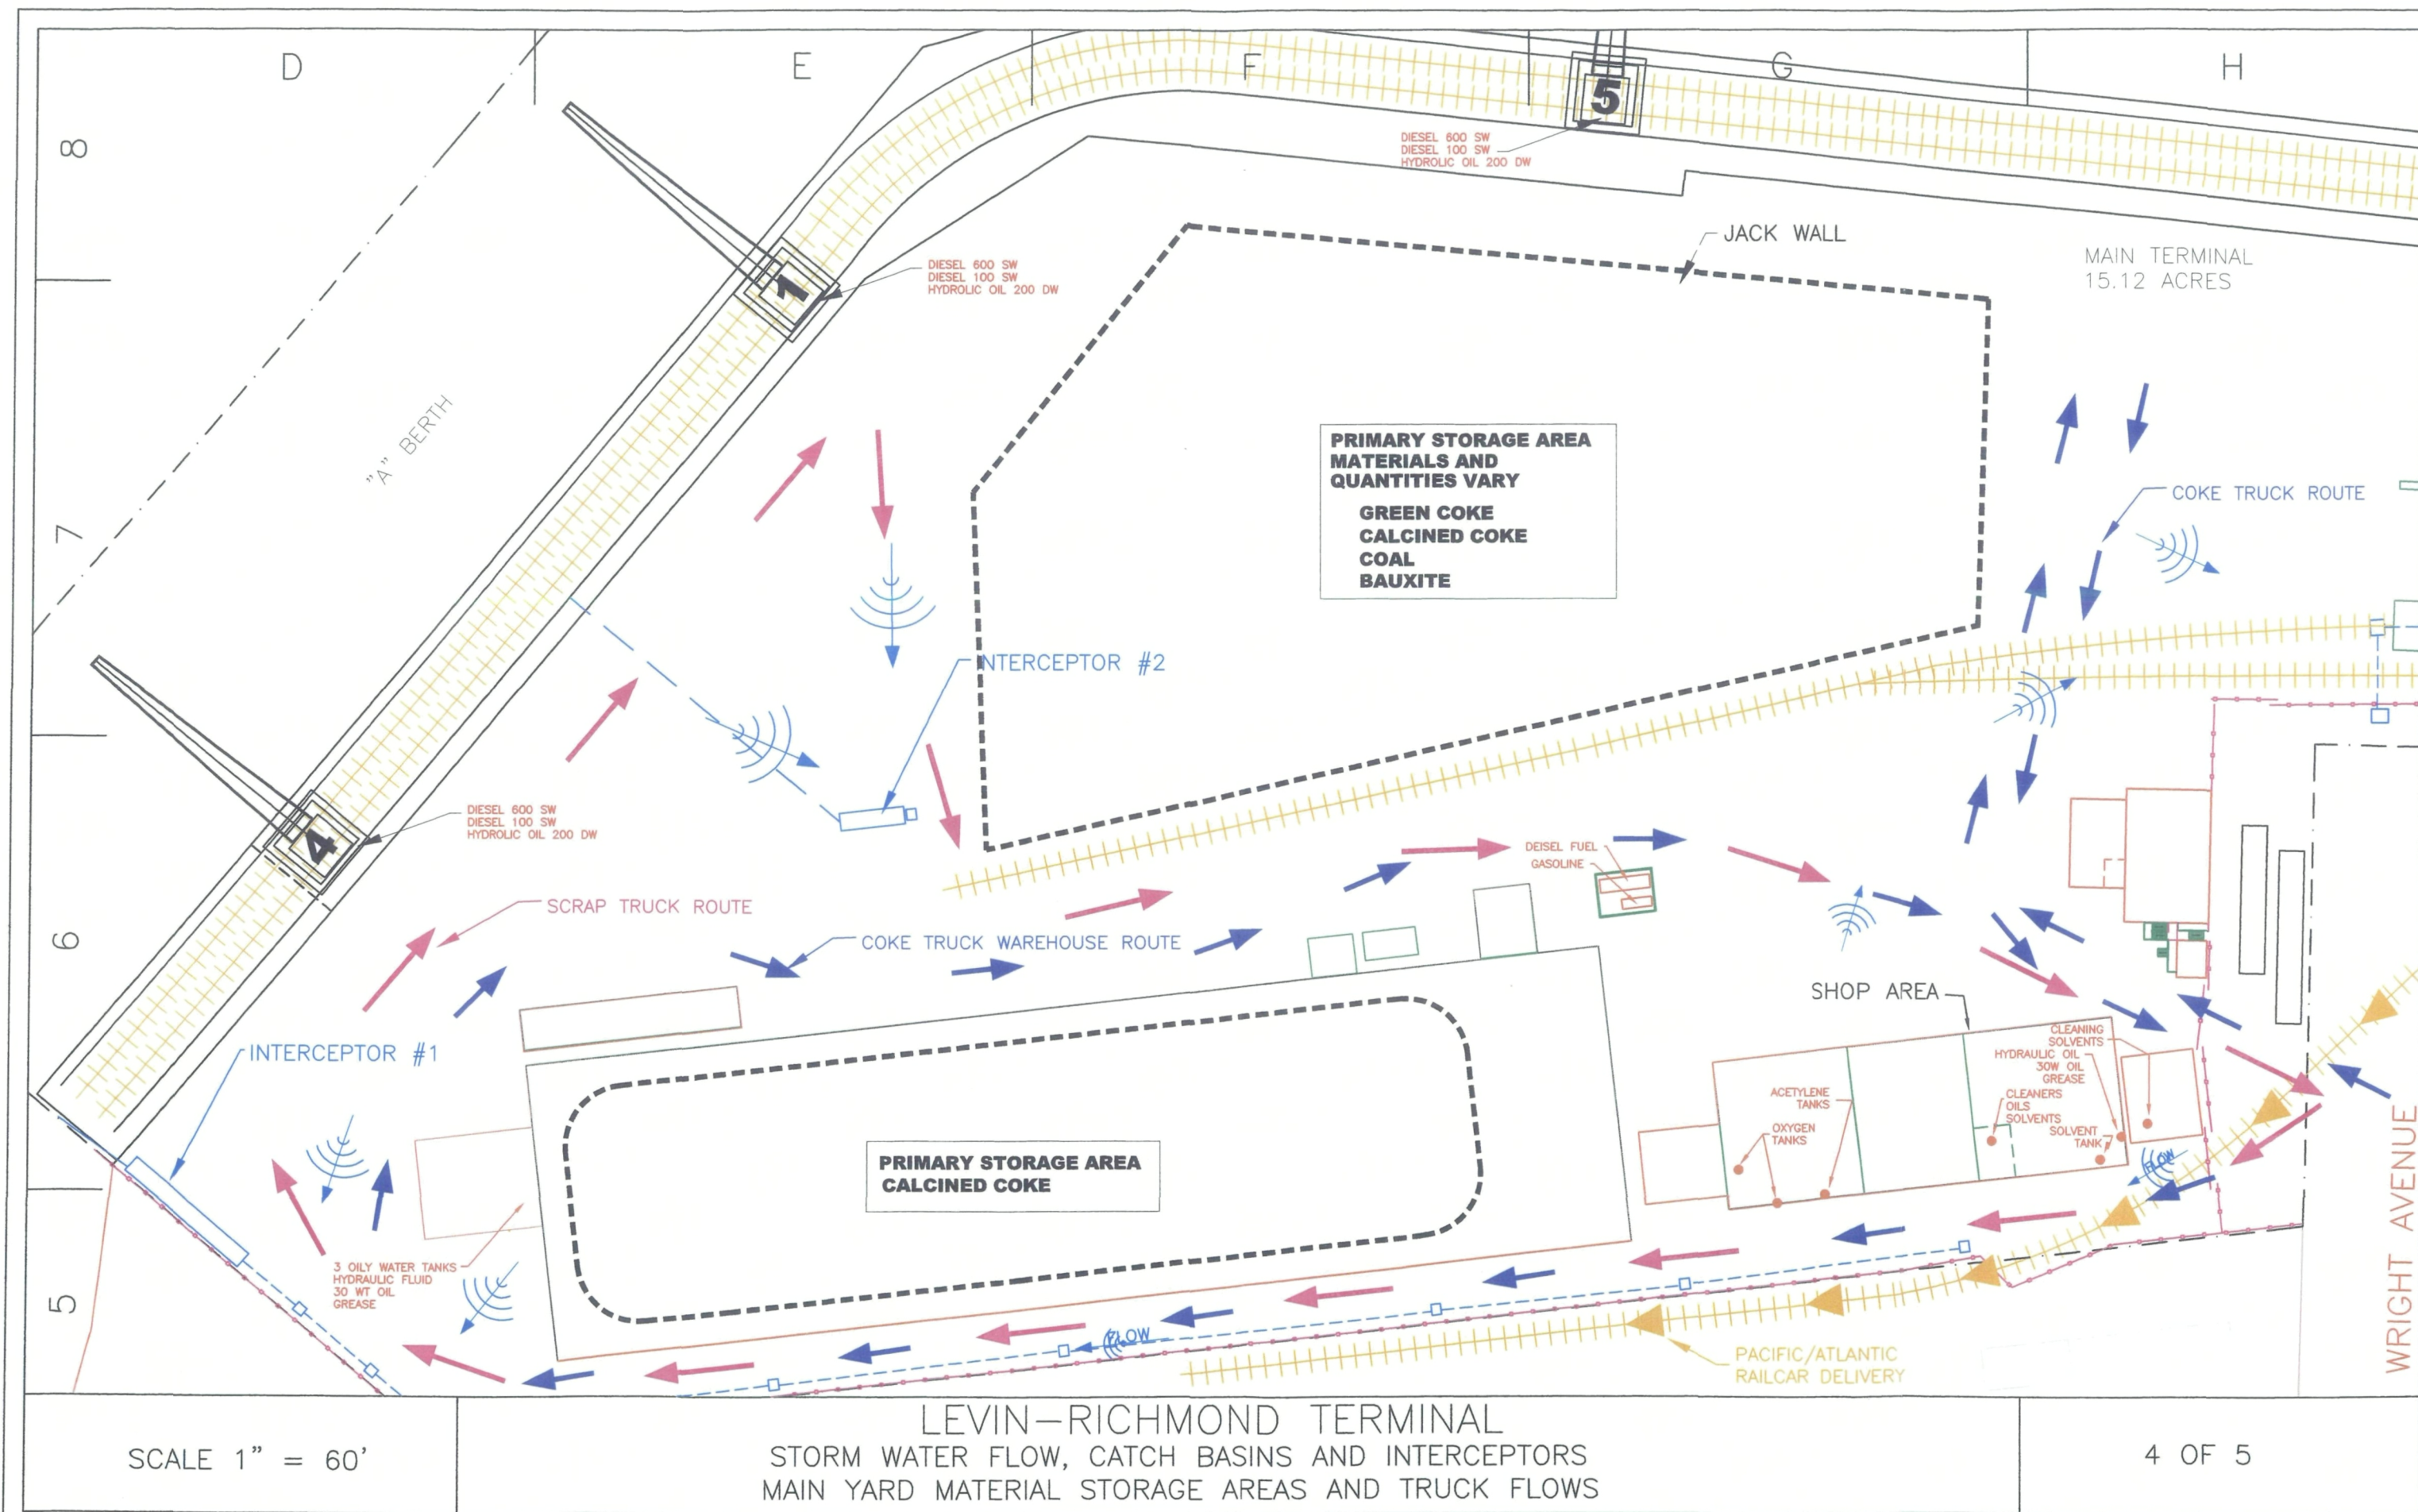 D
E
F
G
H
8
7
6
5
5
DIESEL 600 SW
DIESEL 100 SW
HYDROLIC OIL 200 DW
1
DIESEL 600 SW
DIESEL 100 SW
HYDROLIC OIL 200 DW
JACK WALL
MAIN TERMINAL
15.12 ACRES
"A" BERTH
PRIMARY STORAGE AREA
MATERIALS AND
QUANTITIES VARY
GREEN COKE
CALCINED COKE
COAL
BAUXITE
COKE TRUCK ROUTE
INTERCEPTOR #2
4
DIESEL 600 SW
DIESEL 100 SW
HYDROLIC OIL 200 DW
DEISEL FUEL
GASOLINE
SCRAP TRUCK ROUTE
COKE TRUCK WAREHOUSE ROUTE
SHOP AREA
INTERCEPTOR #1
CLEANING
SOLVENTS
HYDRAULIC OIL
30W OIL
GREASE
ACETYLENE
TANKS
CLEANERS
OILS
SOLVENTS
OXYGEN
TANKS
SOLVENT
TANK
FLOW
PRIMARY STORAGE AREA
CALCINED COKE
3 OILY WATER TANKS
HYDRAULIC FLUID
30 WT OIL
GREASE
FLOW
PACIFIC/ATLANTIC
RAILCAR DELIVERY
WRIGHT AVENUE
SCALE 1" = 60'
LEVIN-RICHMOND TERMINAL
STORM WATER FLOW, CATCH BASINS AND INTERCEPTORS
MAIN YARD MATERIAL STORAGE AREAS AND TRUCK FLOWS
4 OF 5